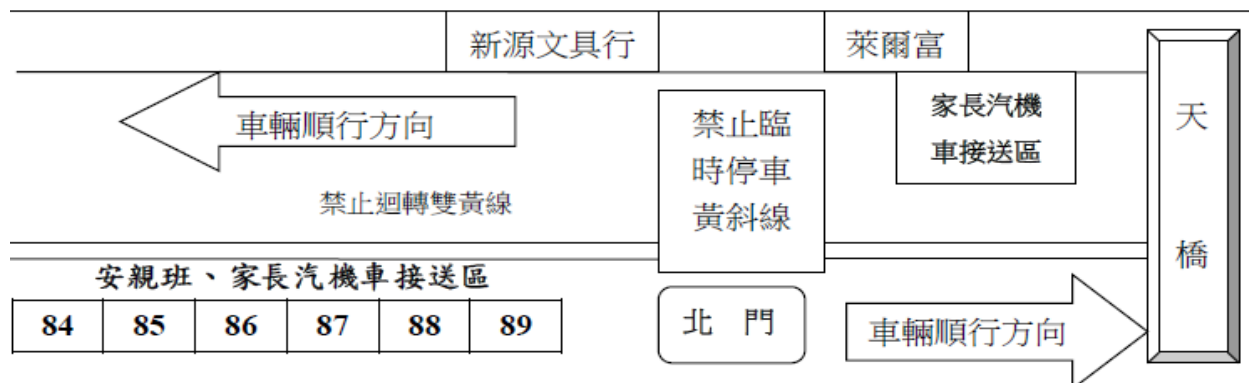 新源文具行
萊爾富
家長汽機
車接送區
天
橋
車輛順行方向
禁止臨
時停車
黃斜線
禁止迴轉雙黃線
安親班、家長汽機車接送區
84 85 86 87 88 89
北 門
車輛順行方向